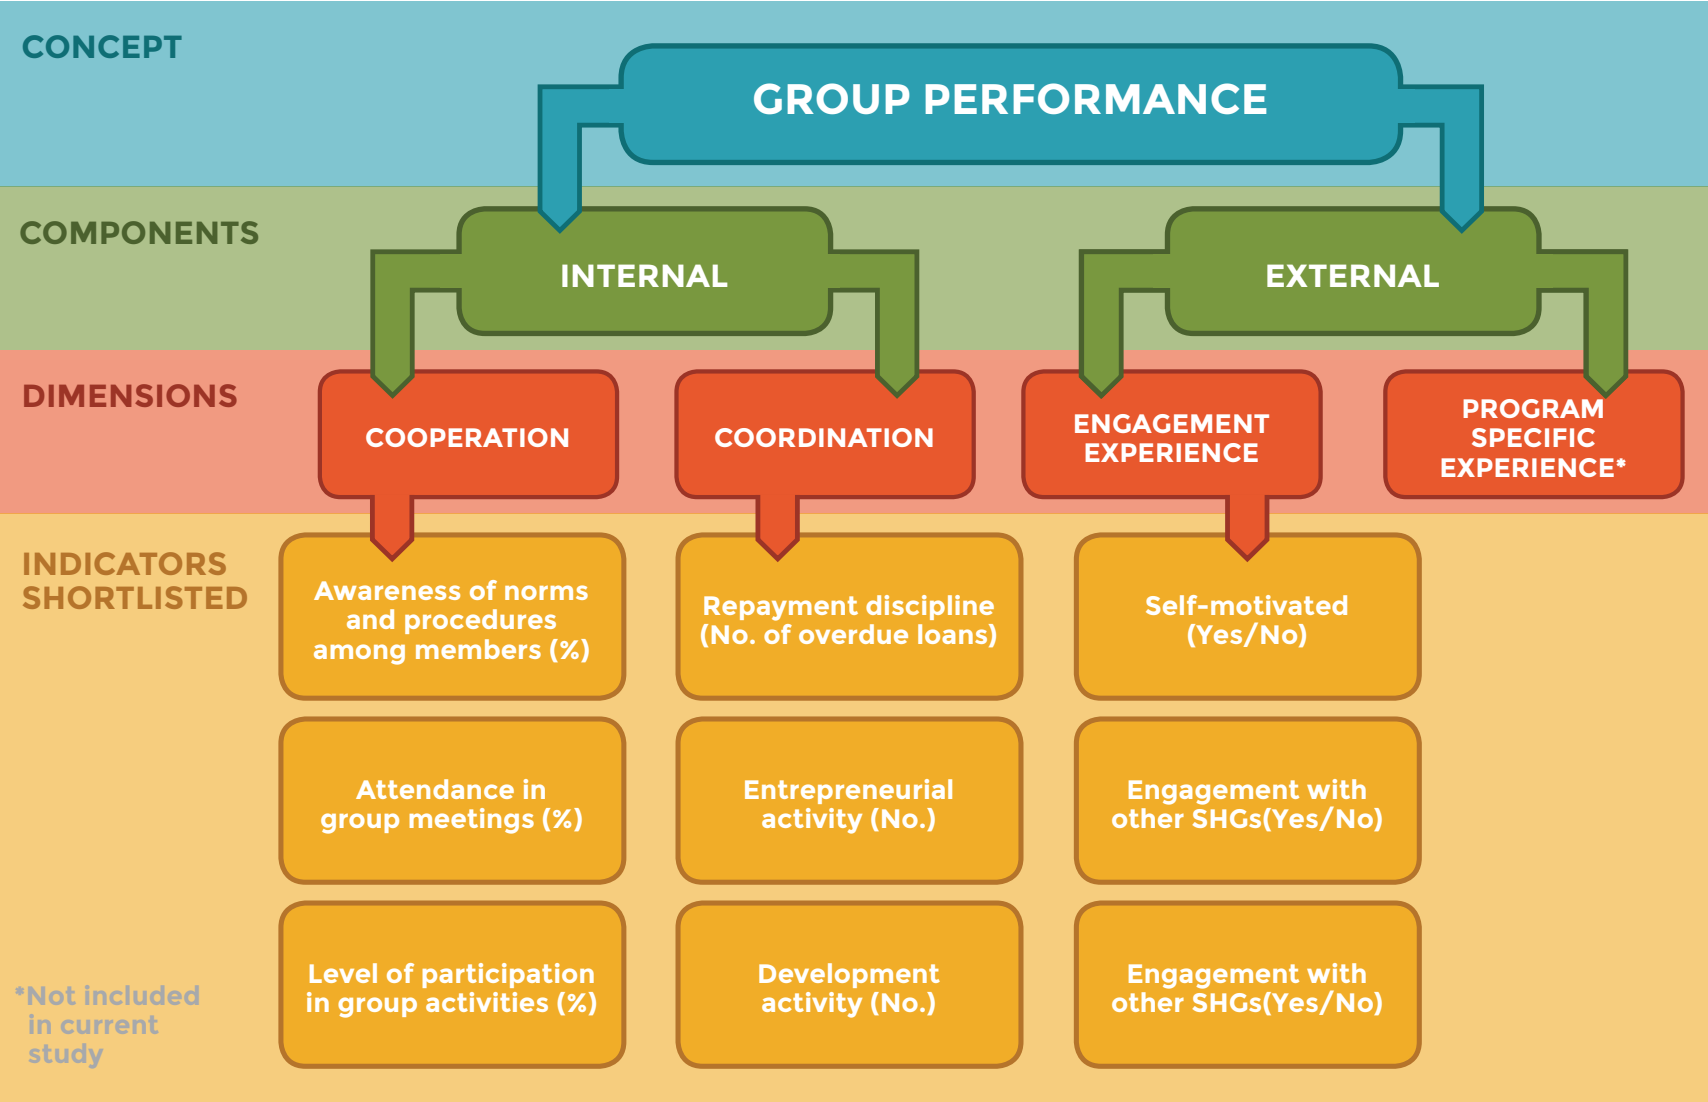 CONCEPT
GROUP PERFORMANCE
COMPONENTS
INTERNAL
EXTERNAL
DIMENSIONS
COOPERATION
COORDINATION
ENGAGEMENT
EXPERIENCE
PROGRAM
SPECIFIC
EXPERIENCE*
INDICATORS
SHORTLISTED
Awareness of norms
and procedures
among members (%)
Repayment discipline
(No. of overdue loans)
Self-motivated
(Yes/No)
Attendance in
group meetings (%)
Entrepreneurial
activity (No.)
Engagement with
other SHGs(Yes/No)
Level of participation
in group activities (%)
Development
activity (No.)
Engagement with
other SHGs(Yes/No)
*Not included
in current
study